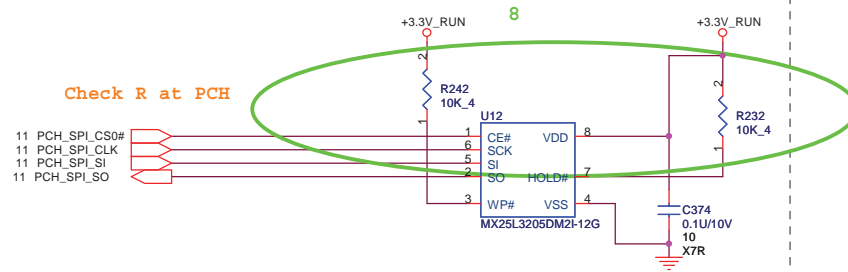 8
+3.3V_RUN
+3.3V_RUN
2
R242
10K_4
1
2
R232
10K_4
1
Check R at PCH
U12
11 PCH_SPI_CS0#
1 CE# VDD 8
11 PCH_SPI_CLK
6 SCK
11 PCH_SPI_SI
5 SI
11 PCH_SPI_SO
2 SO HOLD# 7
3 WP# VSS 4
MX25L3205DM2I-12G
C374
0.1U/10V
10
X7R